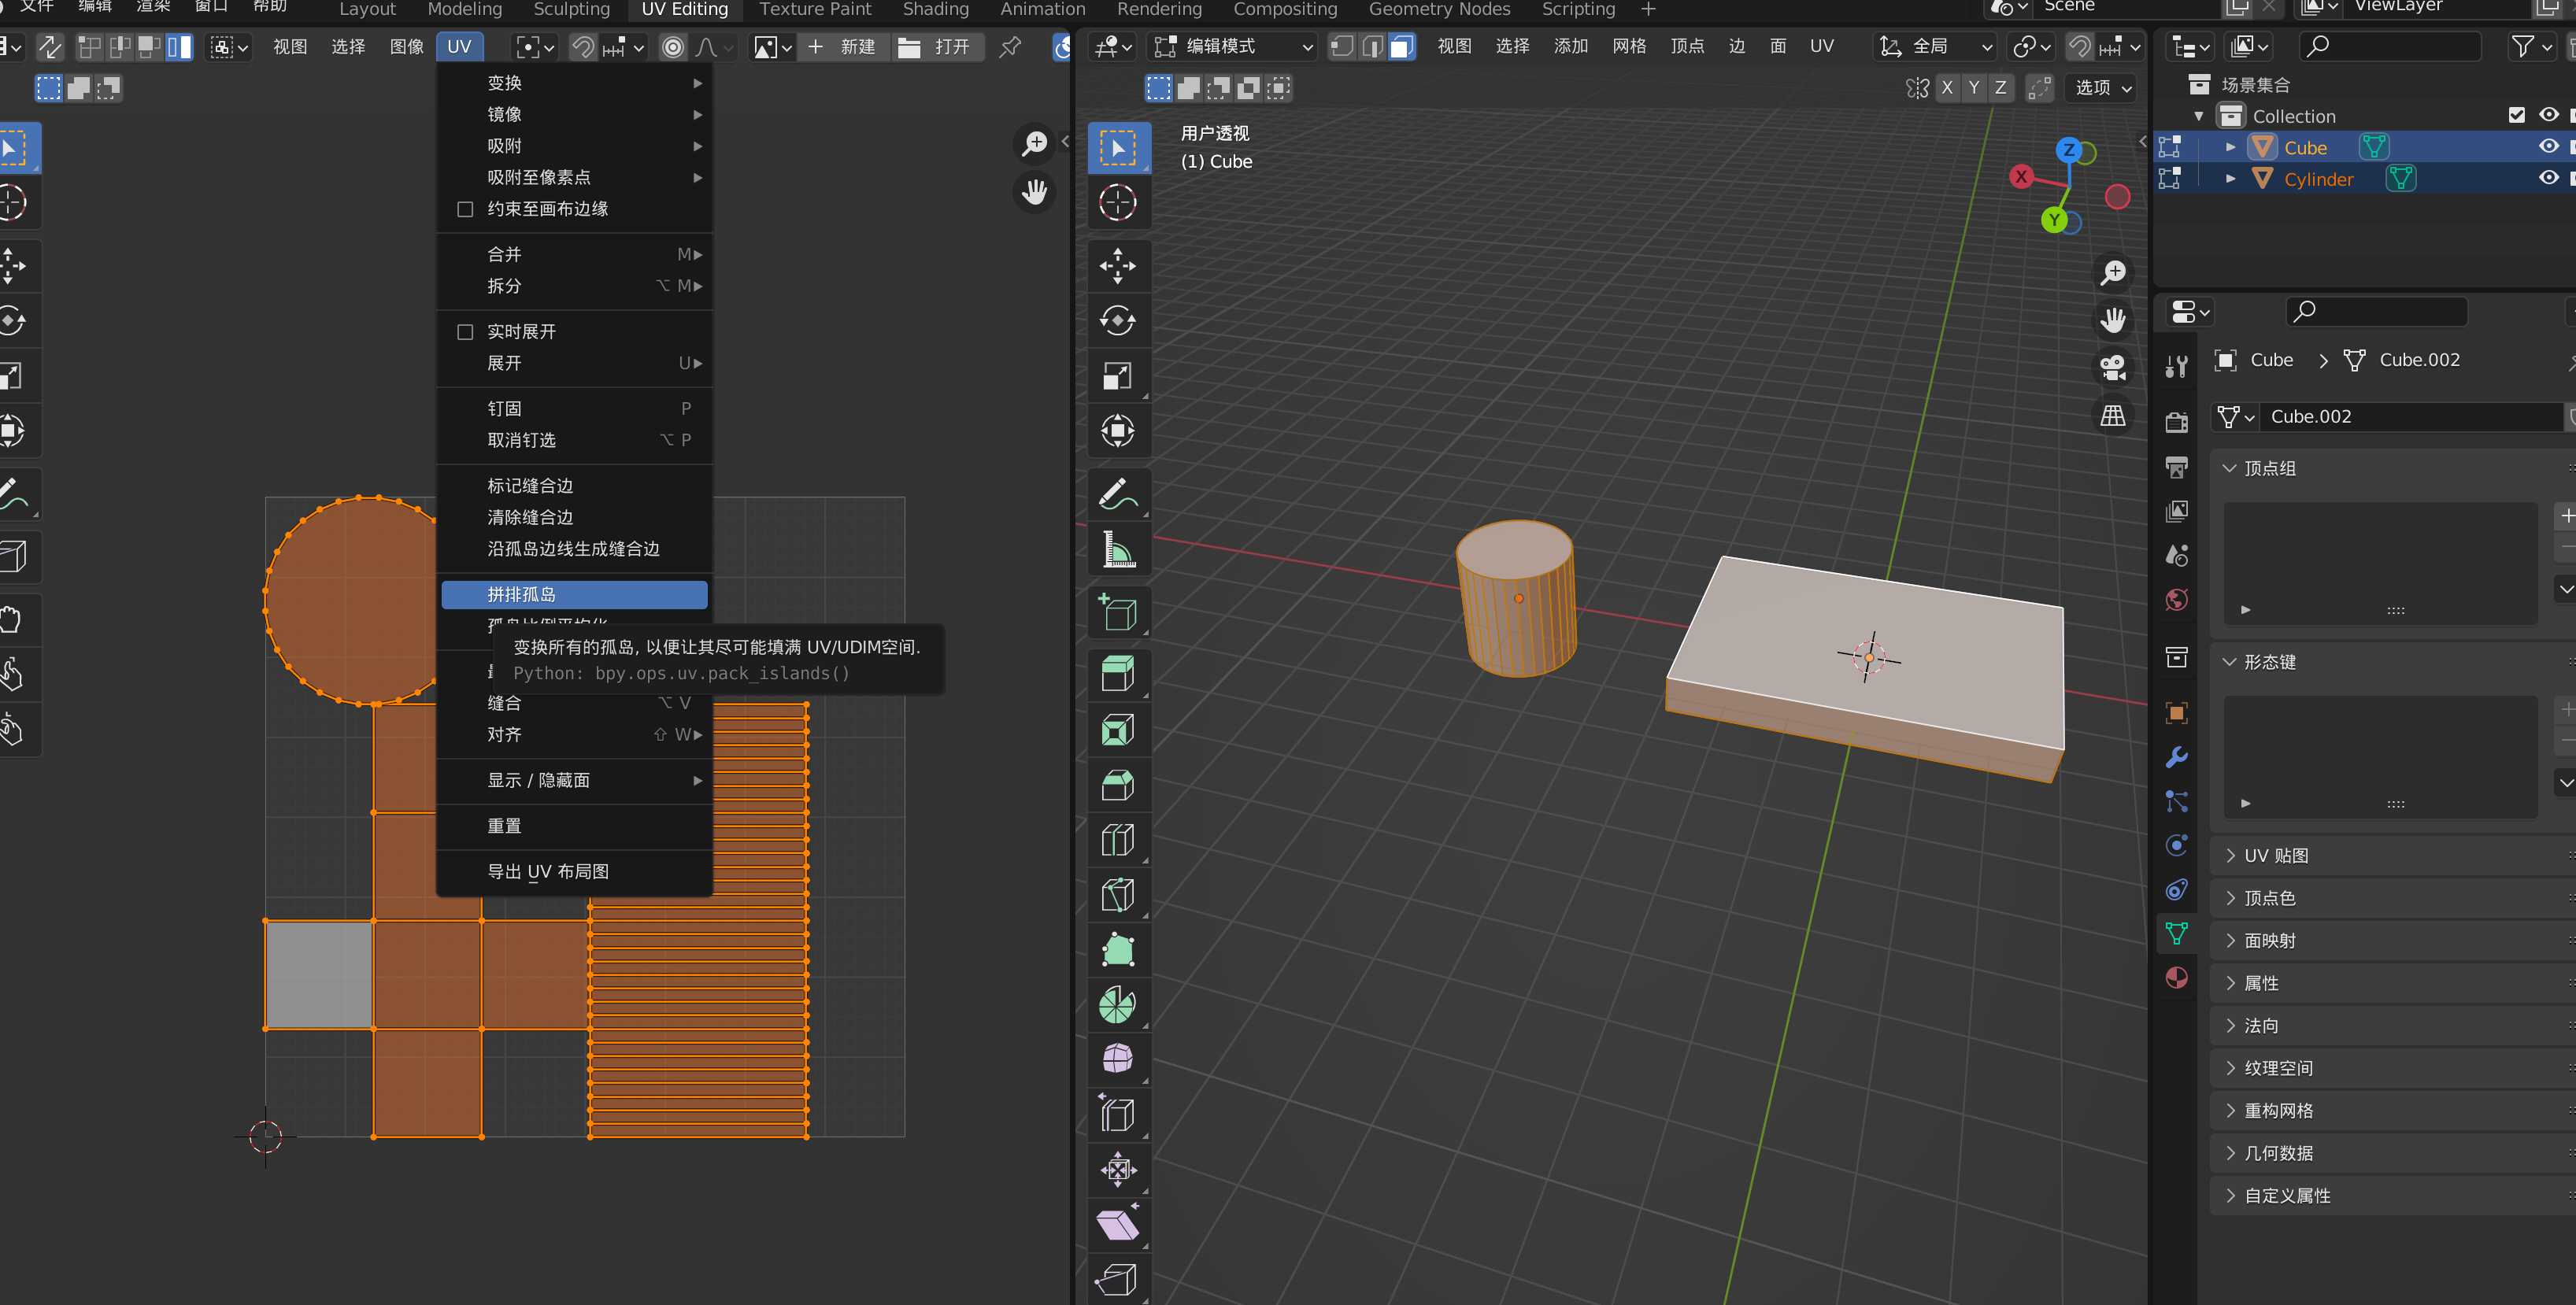 文件 编辑 渲染 窗口 帮助 Layout Modeling Sculpting UV Editing Texture Paint Shading Animation Rendering Compositing Geometry Nodes Scripting + Scene ViewLayer
视图 选择 图像 UV + 新建 打开
编辑模式 视图 选择 添加 网格 顶点 边 面 UV 全局
X Y Z 选项
变换
镜像
吸附
吸附至像素点
约束至画布边缘
合并 M
拆分 ⌥ M
实时展开
展开 U
钉固 P
取消钉选 ⌥ P
标记缝合边
清除缝合边
沿孤岛边线生成缝合边
拼排孤岛
孤岛比例平均化
变换所有的孤岛, 以便让其尽可能填满 UV/UDIM空间.
Python: bpy.ops.uv.pack_islands()
缝合 ⌥ V
对齐 ⇧ W
显示 / 隐藏面
重置
导出 UV 布局图
用户透视
(1) Cube
Z
X
Y
场景集合
Collection
Cube
Cylinder
Cube > Cube.002
Cube.002
顶点组
形态键
UV 贴图
顶点色
面映射
属性
法向
纹理空间
重构网格
几何数据
自定义属性